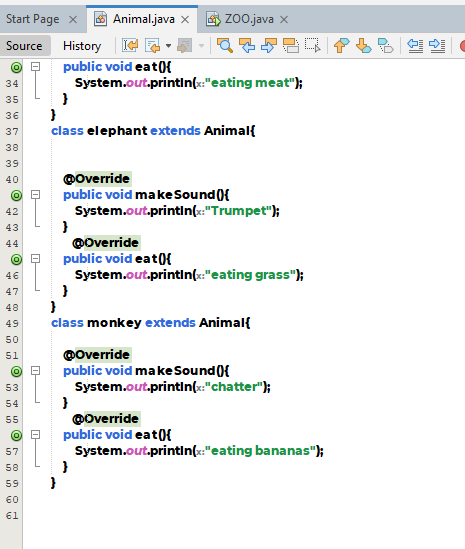 Start Page Animal.java ZOO.java
Source History
public void eat(){
34 System.out.println(x:"eating meat");
35 }
36 }
37 class elephant extends Animal{
38
39
40 @Override
public void makeSound(){
42 System.out.println(x:"Trumpet");
43 }
44 @Override
public void eat(){
46 System.out.println(x:"eating grass");
47 }
48 }
49 class monkey extends Animal{
50
51 @Override
public void makeSound(){
53 System.out.println(x:"chatter");
54 }
55 @Override
public void eat(){
57 System.out.println(x:"eating bananas");
58 }
59 }
60
61